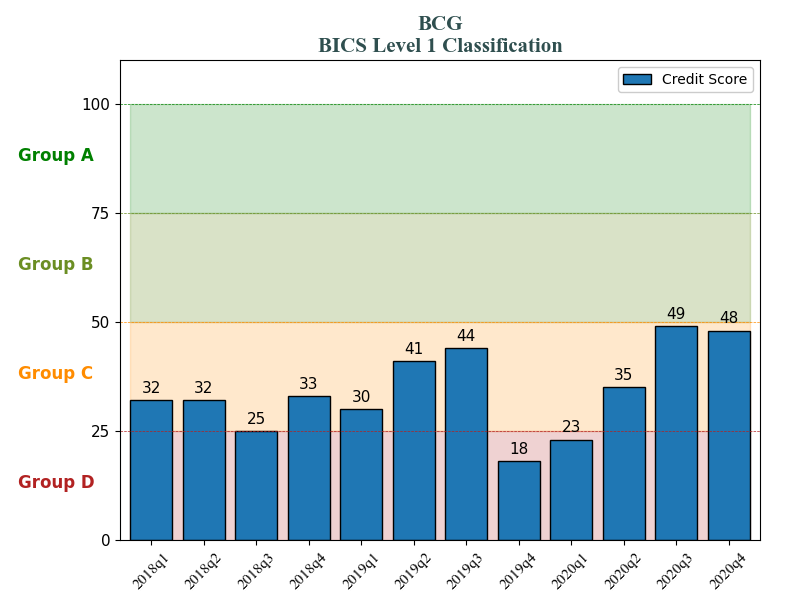 BCG
BICS Level 1 Classification
Credit Score
100
Group A
75
Group B
50
49
48
44
41
Group C
35
33
32
32
30
25
25
23
18
Group D
0
2018q1
2018q2
2018q3
2018q4
2019q1
2019q2
2019q3
2019q4
2020q1
2020q2
2020q3
2020q4